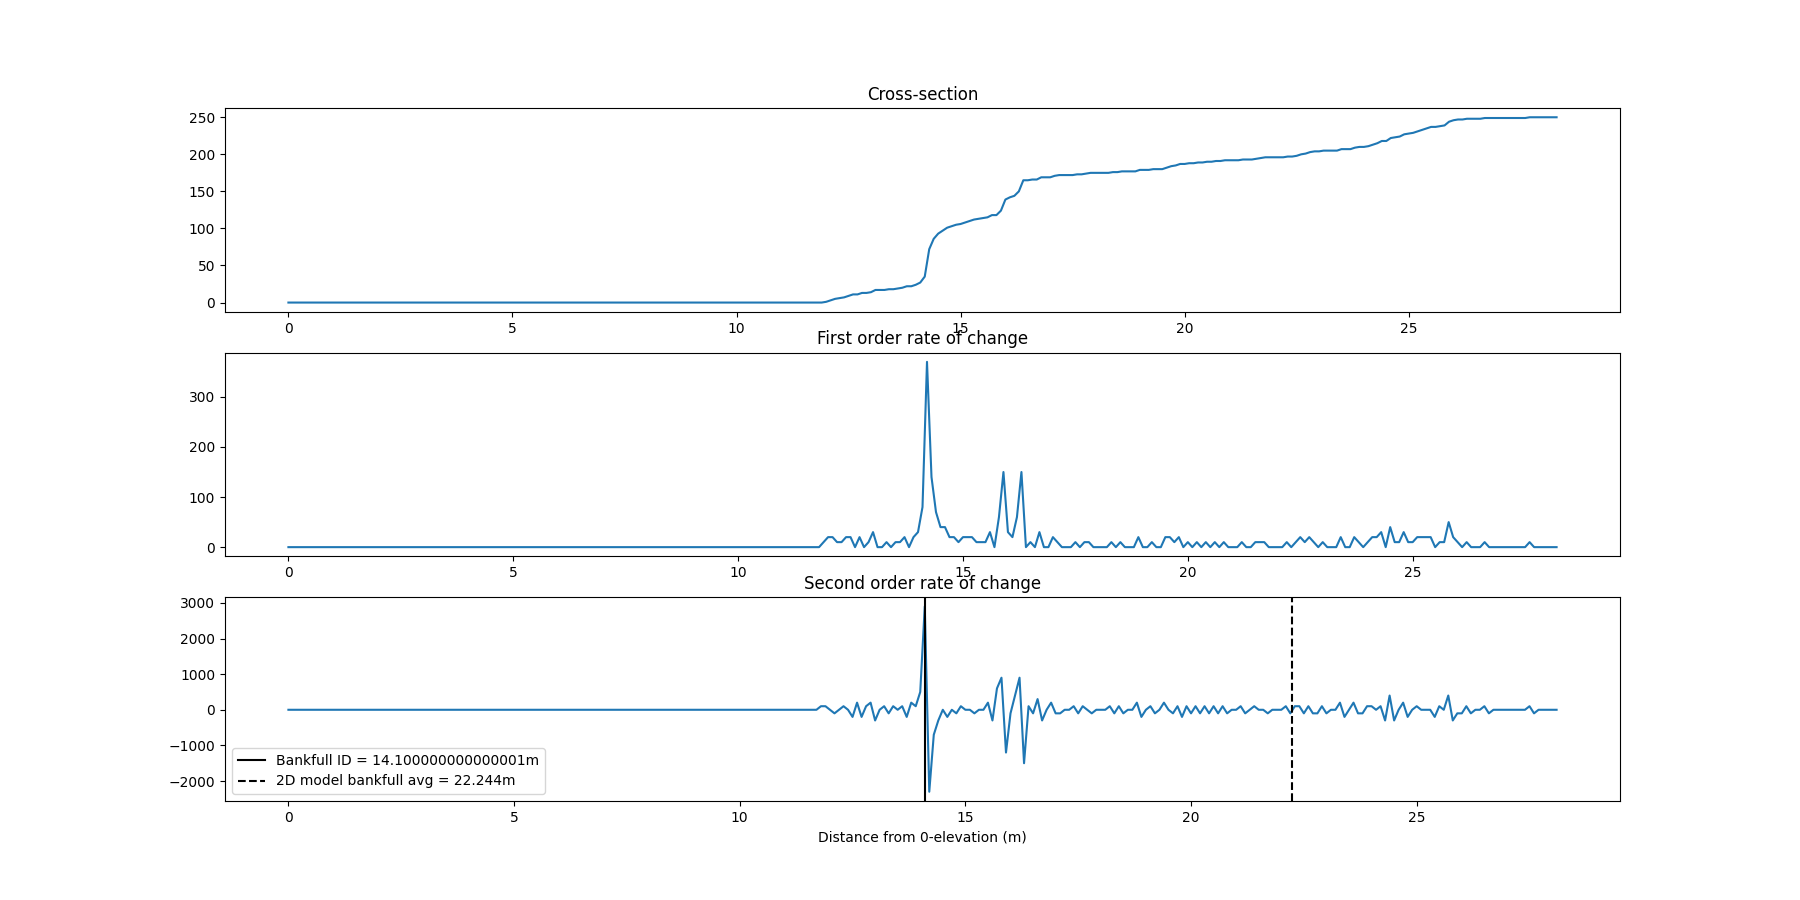 Cross-section
250
200
150
100
50
0
0 5 10 15 20 25
First order rate of change
300
200
100
0
0 5 10 15 20 25
Second order rate of change
3000
2000
1000
0
−1000
−2000
Bankfull ID = 14.100000000000001m
2D model bankfull avg = 22.244m
0 5 10 15 20 25
Distance from 0-elevation (m)